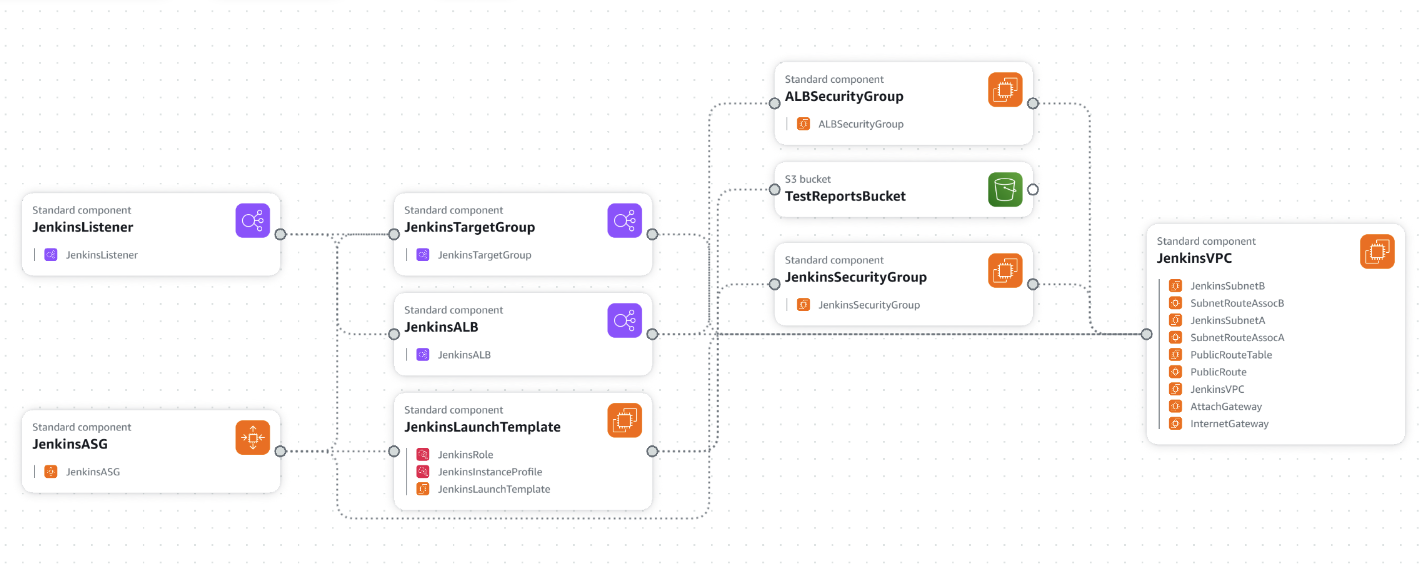 Standard component
JenkinsListener
JenkinsListener
Standard component
JenkinsASG
JenkinsASG
Standard component
JenkinsTargetGroup
JenkinsTargetGroup
Standard component
JenkinsALB
JenkinsALB
Standard component
JenkinsLaunchTemplate
JenkinsRole
JenkinsInstanceProfile
JenkinsLaunchTemplate
Standard component
ALBSecurityGroup
ALBSecurityGroup
S3 bucket
TestReportsBucket
Standard component
JenkinsSecurityGroup
JenkinsSecurityGroup
Standard component
JenkinsVPC
JenkinsSubnetB
SubnetRouteAssocB
JenkinsSubnetA
SubnetRouteAssocA
PublicRouteTable
PublicRoute
JenkinsVPC
AttachGateway
InternetGateway